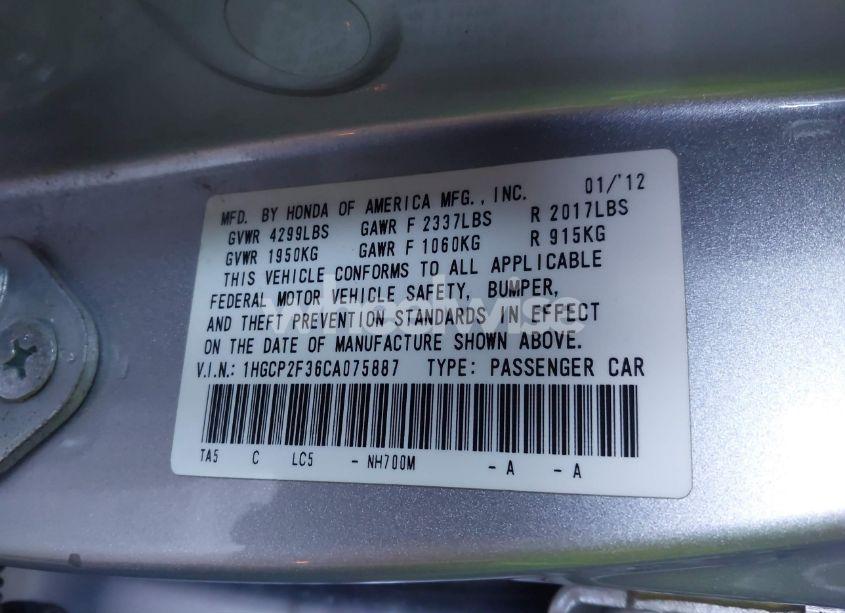 MFD. BY HONDA OF AMERICA MFG., INC. 01/'12
GVWR 4299LBS GAWR F 2337LBS R 2017LBS
GVWR 1950KG GAWR F 1060KG R 915KG
THIS VEHICLE CONFORMS TO ALL APPLICABLE
FEDERAL MOTOR VEHICLE SAFETY, BUMPER,
AND THEFT PREVENTION STANDARDS IN EFFECT
ON THE DATE OF MANUFACTURE SHOWN ABOVE.
V.I.N.: 1HGCP2F36CA075887 TYPE: PASSENGER CAR
TA5 C LC5 - NH700M - A - A
wheelwise